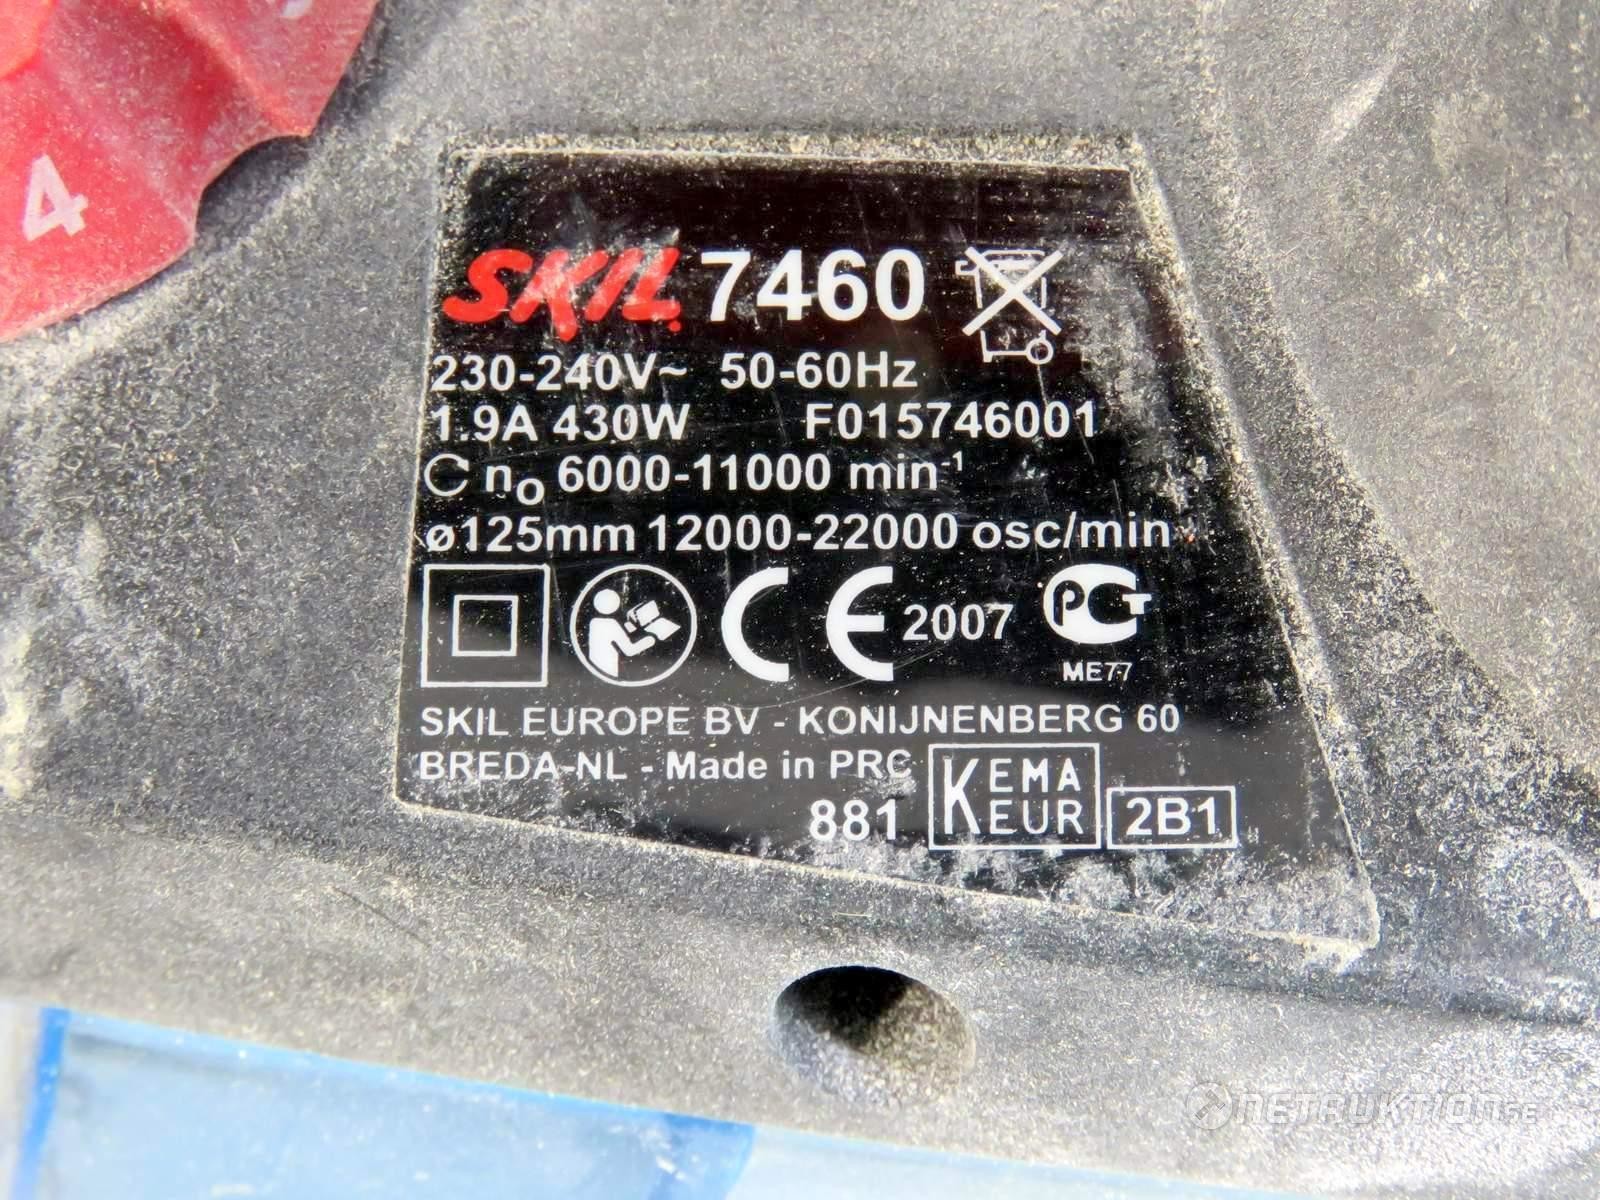 4
SKIL 7460
230-240V~ 50-60Hz
1.9A 430W F015746001
n₀ 6000-11000 min⁻¹
ø125mm 12000-22000 osc/min
CE 2007 PCT
ME77
SKIL EUROPE BV - KONIJNENBERG 60
BREDA-NL - Made in PRC
881 KEMA KEUR 2B1
NETRUKTION.SE